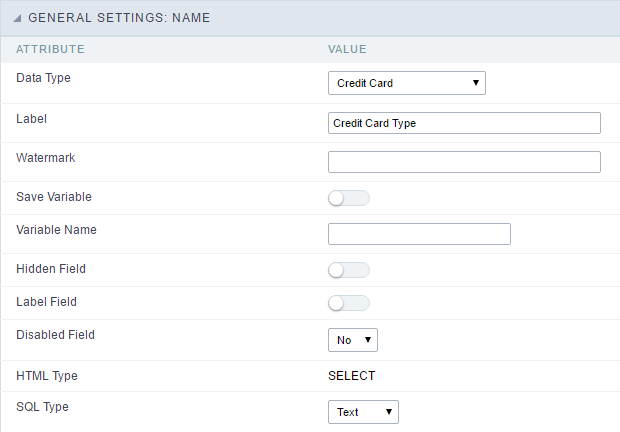 GENERAL SETTINGS: NAME
ATTRIBUTE VALUE
Data Type Credit Card
Label Credit Card Type
Watermark
Save Variable
Variable Name
Hidden Field
Label Field
Disabled Field No
HTML Type SELECT
SQL Type Text